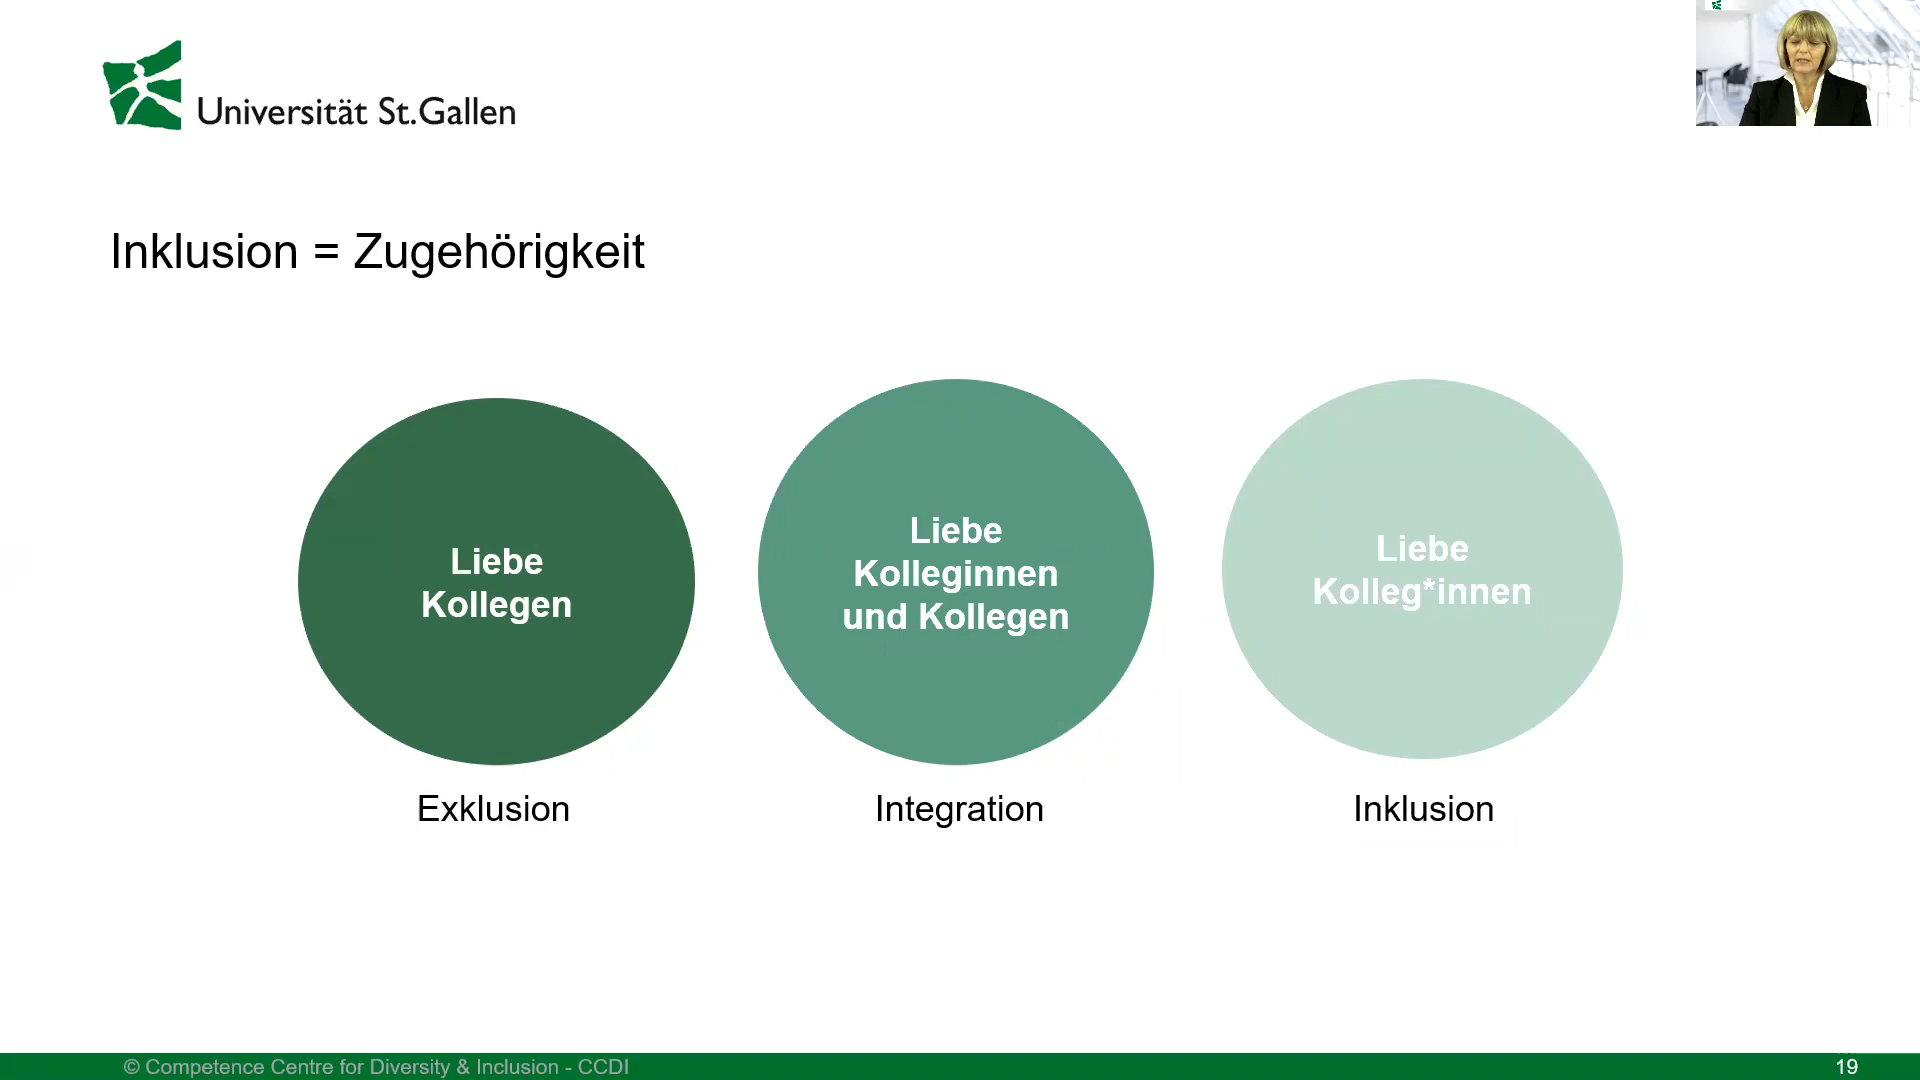 Universität St.Gallen
Inklusion = Zugehörigkeit
Liebe
Kollegen
Liebe
Kolleginnen
und Kollegen
Liebe
Kolleg*innen
Exklusion
Integration
Inklusion
© Competence Centre for Diversity & Inclusion - CCDI
19